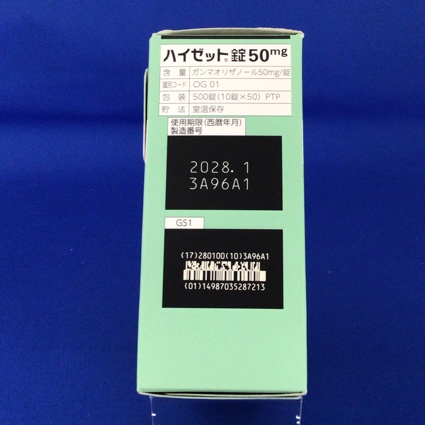 ハイゼット®錠50mg
含量 ガンマオリザノール50mg/錠
識別コード OG 01
包装 500錠(10錠×50) PTP
貯法 室温保存
使用期限(西暦年月)
製造番号
2028.1
3A96A1
GS1
(17)280100(10)3A96A1
(01)14987035287213